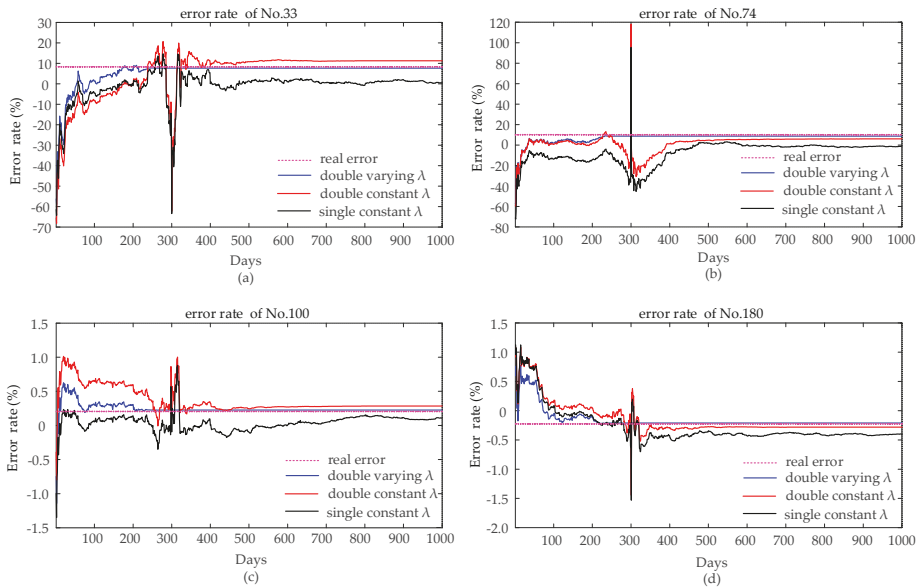 error rate of No.33
30
20
10
0
-10
-20
-30
-40
-50
-60
-70
Error rate (%)
real error
double varying λ
double constant λ
single constant λ
100 200 300 400 500 600 700 800 900 1000
Days
(a)
error rate of No.74
120
100
80
60
40
20
0
-20
-40
-60
-80
Error rate (%)
real error
double varying λ
double constant λ
single constant λ
100 200 300 400 500 600 700 800 900 1000
Days
(b)
error rate of No.100
1.5
1.0
0.5
0
-0.5
-1.0
-1.5
Error rate (%)
real error
double varying λ
double constant λ
single constant λ
100 200 300 400 500 600 700 800 900 1000
Days
(c)
error rate of No.180
1.5
1.0
0.5
0
-0.5
-1.0
-1.5
-2.0
Error rate (%)
real error
double varying λ
double constant λ
single constant λ
100 200 300 400 500 600 700 800 900 1000
Days
(d)